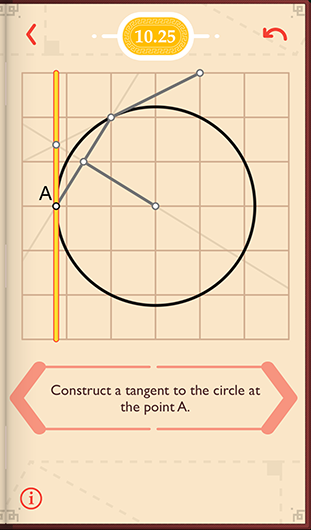 10.25
A
Construct a tangent to the circle at
the point A.
i